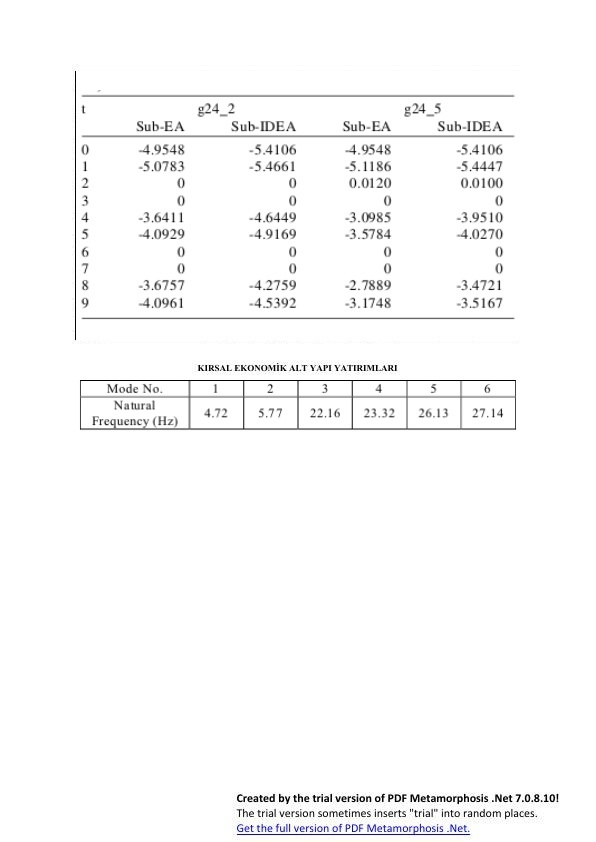 t g24_2 g24_5
Sub-EA Sub-IDEA Sub-EA Sub-IDEA
0 -4.9548 -5.4106 -4.9548 -5.4106
1 -5.0783 -5.4661 -5.1186 -5.4447
2 0 0 0.0120 0.0100
3 0 0 0 0
4 -3.6411 -4.6449 -3.0985 -3.9510
5 -4.0929 -4.9169 -3.5784 -4.0270
6 0 0 0 0
7 0 0 0 0
8 -3.6757 -4.2759 -2.7889 -3.4721
9 -4.0961 -4.5392 -3.1748 -3.5167
KIRSAL EKONOMİK ALT YAPI YATIRIMLARI
Mode No. 1 2 3 4 5 6
Natural
Frequency (Hz) 4.72 5.77 22.16 23.32 26.13 27.14
Created by the trial version of PDF Metamorphosis .Net 7.0.8.10!
The trial version sometimes inserts "trial" into random places.
Get the full version of PDF Metamorphosis .Net.